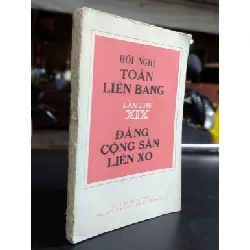 HỘI NGHỊ
TOÀN
LIÊN BANG
LẦN THỨ
XIX
ĐẢNG
CỘNG SẢN
LIÊN XÔ